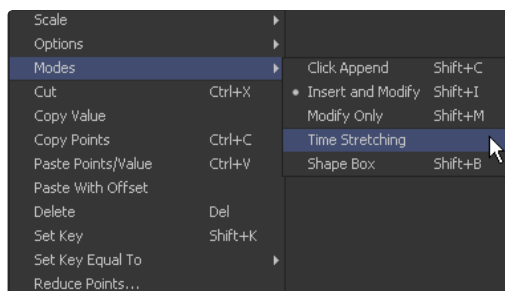 Scale
Options
Modes
Cut Ctrl+X
Copy Value
Copy Points Ctrl+C
Paste Points/Value Ctrl+V
Paste With Offset
Delete Del
Set Key Shift+K
Set Key Equal To
Reduce Points...
Click Append Shift+C
Insert and Modify Shift+I
Modify Only Shift+M
Time Stretching
Shape Box Shift+B